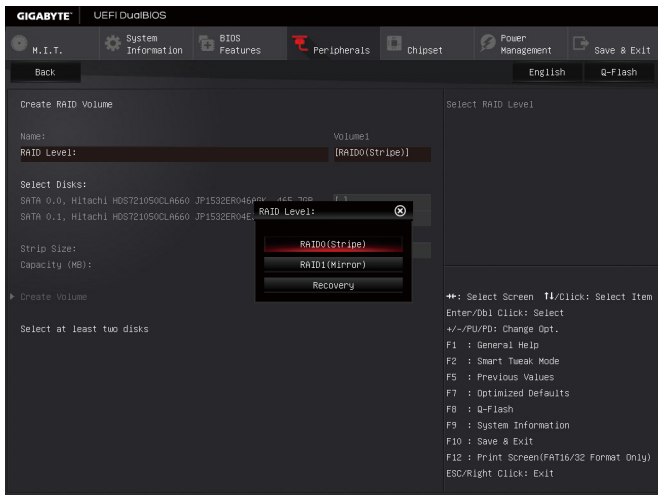 GIGABYTE™ UEFI DualBIOS
M.I.T.
System Information
BIOS Features
Peripherals
Chipset
Power Management
Save & Exit
Back
English
Q-Flash
Create RAID Volume
Select RAID Level
Name: Volume1
RAID Level: [RAID0(Stripe)]
Select Disks:
SATA 0.0, Hitachi HDS721050CLA660 465.7GB
SATA 0.1, Hitachi HDS721050CLA660
RAID Level:
RAID0(Stripe)
RAID1(Mirror)
Recovery
Strip Size:
Capacity (MB):
Create Volume
Select at least two disks
→←: Select Screen ↑↓/Click: Select Item
Enter/Dbl Click: Select
+/-/PU/PD: Change Opt.
F1 : General Help
F2 : Smart Tweak Mode
F5 : Previous Values
F7 : Optimized Defaults
F8 : Q-Flash
F9 : System Information
F10 : Save & Exit
F12 : Print Screen(FAT16/32 Format Only)
ESC/Right Click: Exit